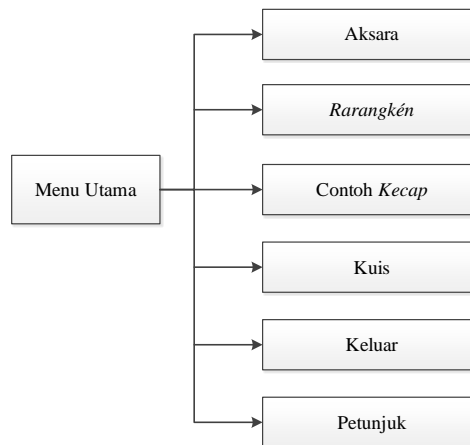 Aksara
Rarangkén
Menu Utama
Contoh Kecap
Kuis
Keluar
Petunjuk